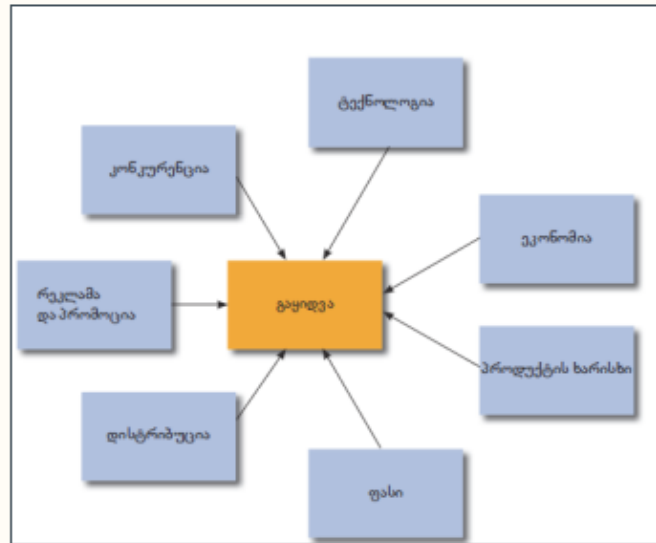 ტექნოლოგია
კონკურენცია
ეკონომია
რეკლამა
და პრომოცია
გაყიდვა
პროდუქტის ხარისხი
დისტრიბუცია
ფასი